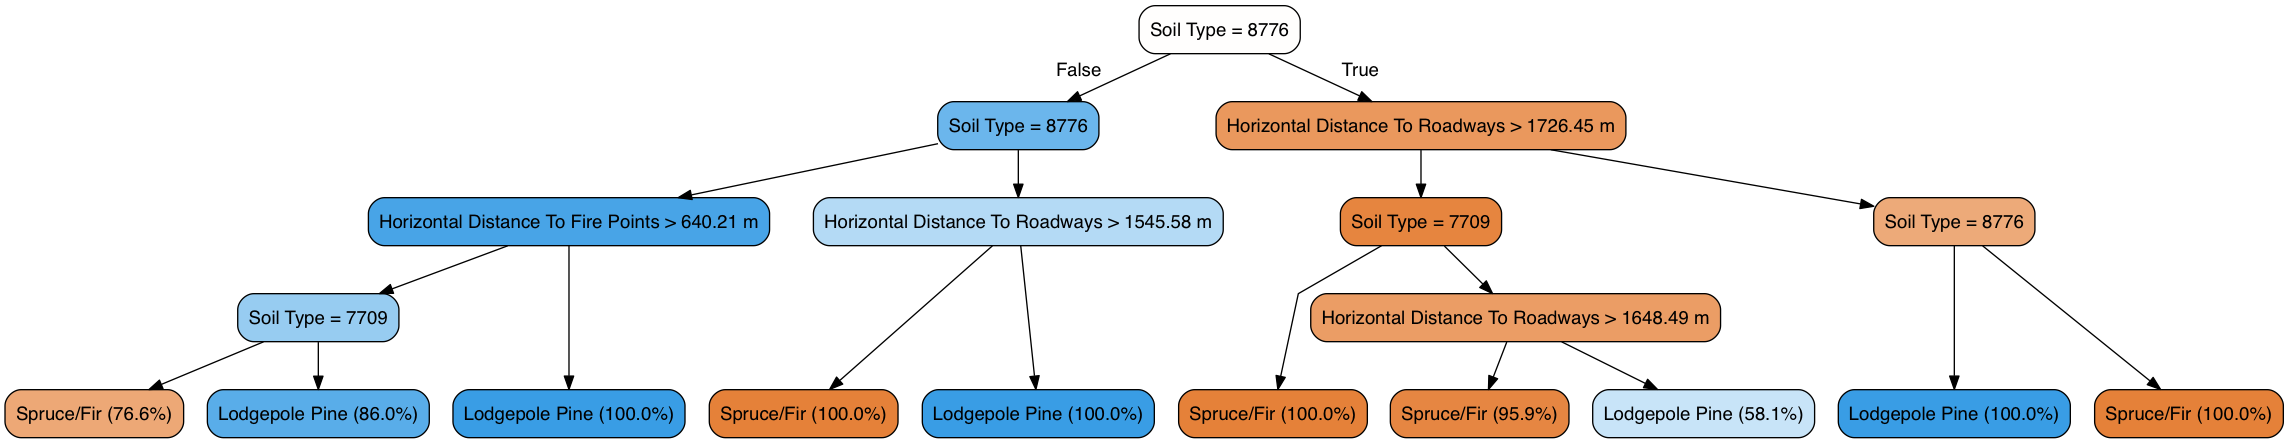 Soil Type = 8776
False
True
Soil Type = 8776
Horizontal Distance To Roadways > 1726.45 m
Horizontal Distance To Fire Points > 640.21 m
Horizontal Distance To Roadways > 1545.58 m
Soil Type = 7709
Soil Type = 8776
Soil Type = 7709
Horizontal Distance To Roadways > 1648.49 m
Spruce/Fir (76.6%)
Lodgepole Pine (86.0%)
Lodgepole Pine (100.0%)
Spruce/Fir (100.0%)
Lodgepole Pine (100.0%)
Spruce/Fir (100.0%)
Spruce/Fir (95.9%)
Lodgepole Pine (58.1%)
Lodgepole Pine (100.0%)
Spruce/Fir (100.0%)